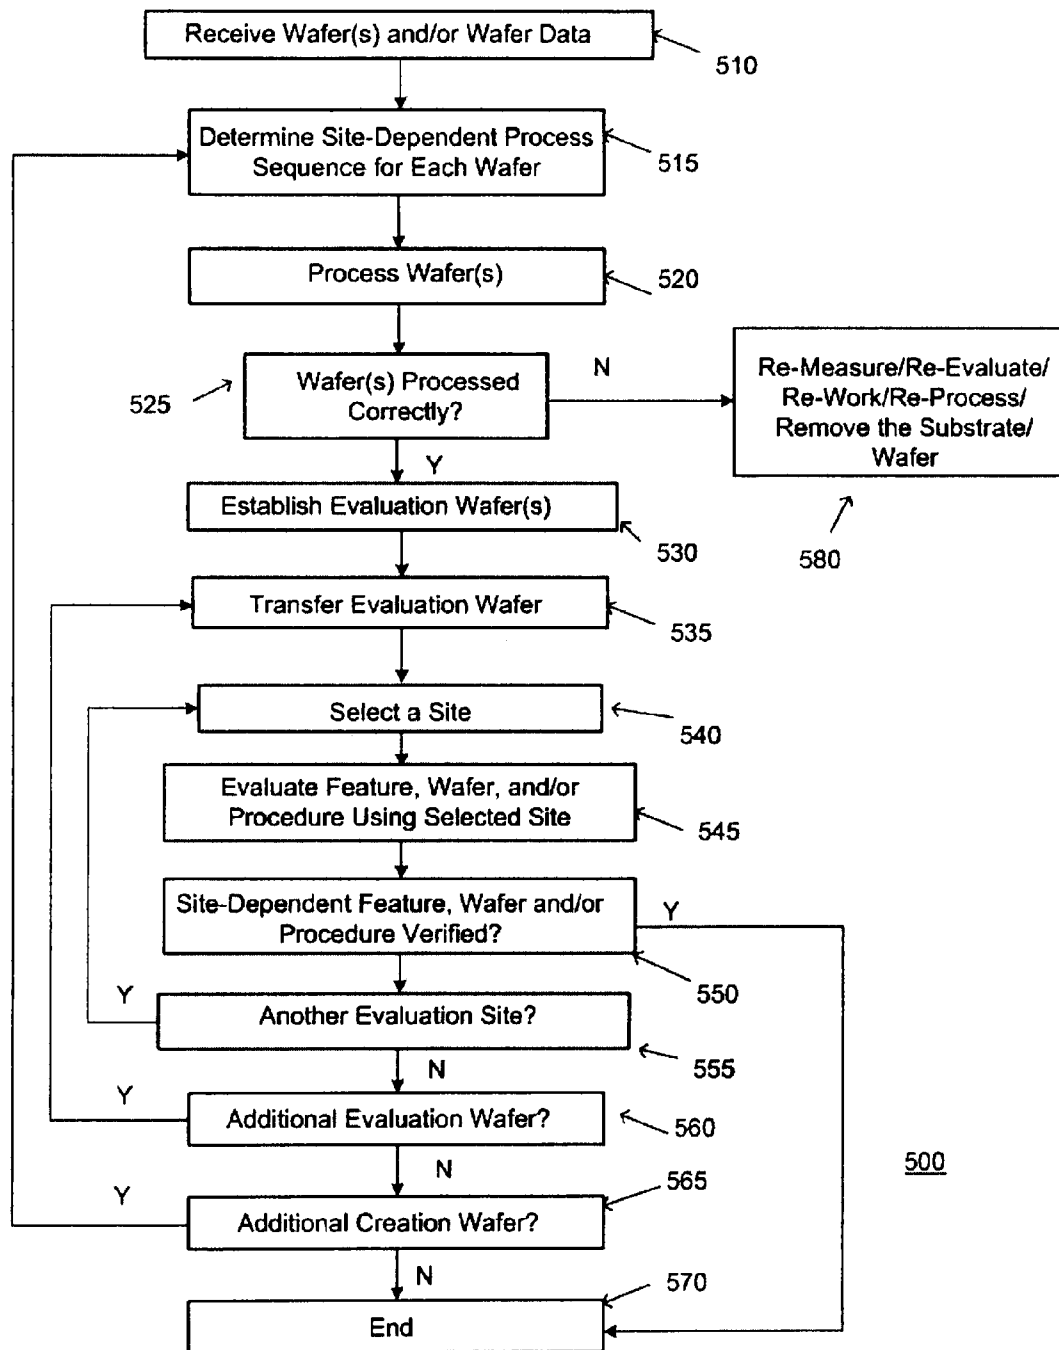 Receive Wafer(s) and/or Wafer Data
510
Determine Site-Dependent Process
Sequence for Each Wafer
515
Process Wafer(s)
520
Wafer(s) Processed
Correctly?
525
N
Re-Measure/Re-Evaluate/
Re-Work/Re-Process/
Remove the Substrate/
Wafer
580
Y
Establish Evaluation Wafer(s)
530
Transfer Evaluation Wafer
535
Select a Site
540
Evaluate Feature, Wafer, and/or
Procedure Using Selected Site
545
Site-Dependent Feature, Wafer and/or
Procedure Verified?
Y
550
Y
Another Evaluation Site?
555
N
Y
Additional Evaluation Wafer?
560
N
500
Y
Additional Creation Wafer?
565
N
570
End